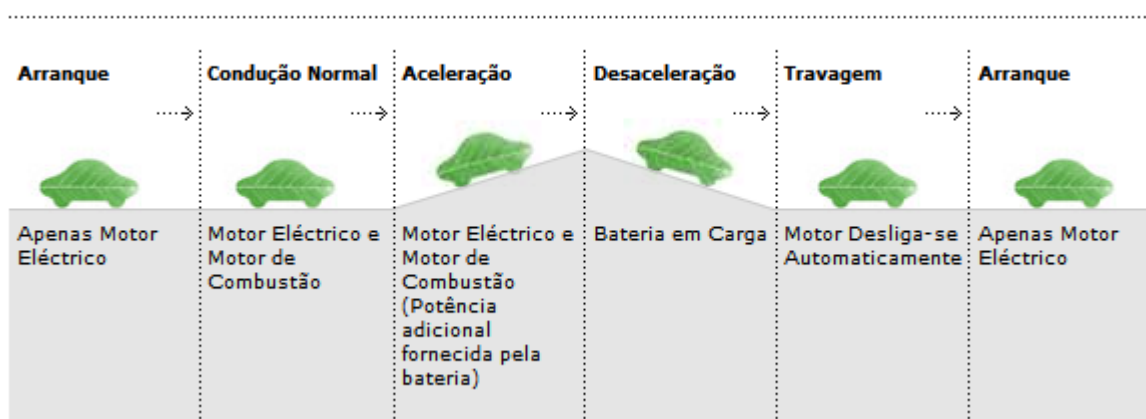 Arranque
Condução Normal
Aceleração
Desaceleração
Travagem
Arranque
Apenas Motor
Eléctrico
Motor Eléctrico e
Motor de
Combustão
Motor Eléctrico e
Motor de
Combustão
(Potência
adicional
fornecida pela
bateria)
Bateria em Carga
Motor Desliga-se
Automaticamente
Apenas Motor
Eléctrico